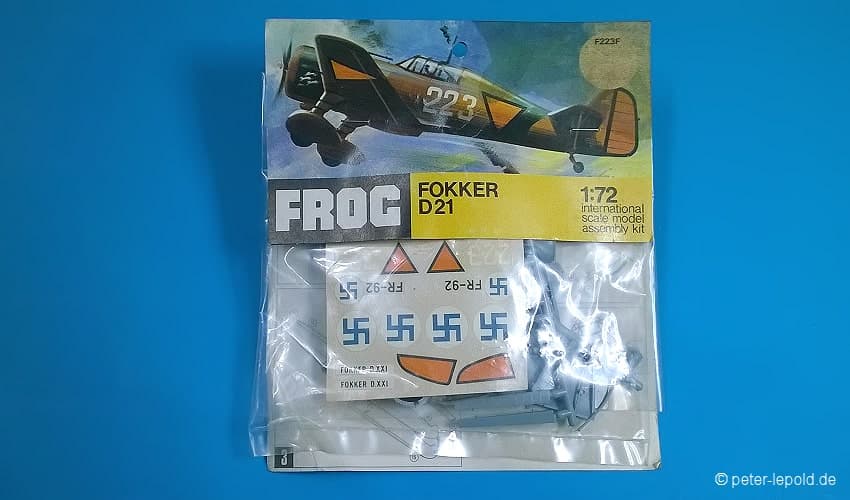 F223F
223
FROG
FOKKER
D21
1:72
international
scale model
assembly kit
FR-92
FR-92
FOKKER D.XXI
FOKKER D.XXI
3
© peter-lepold.de